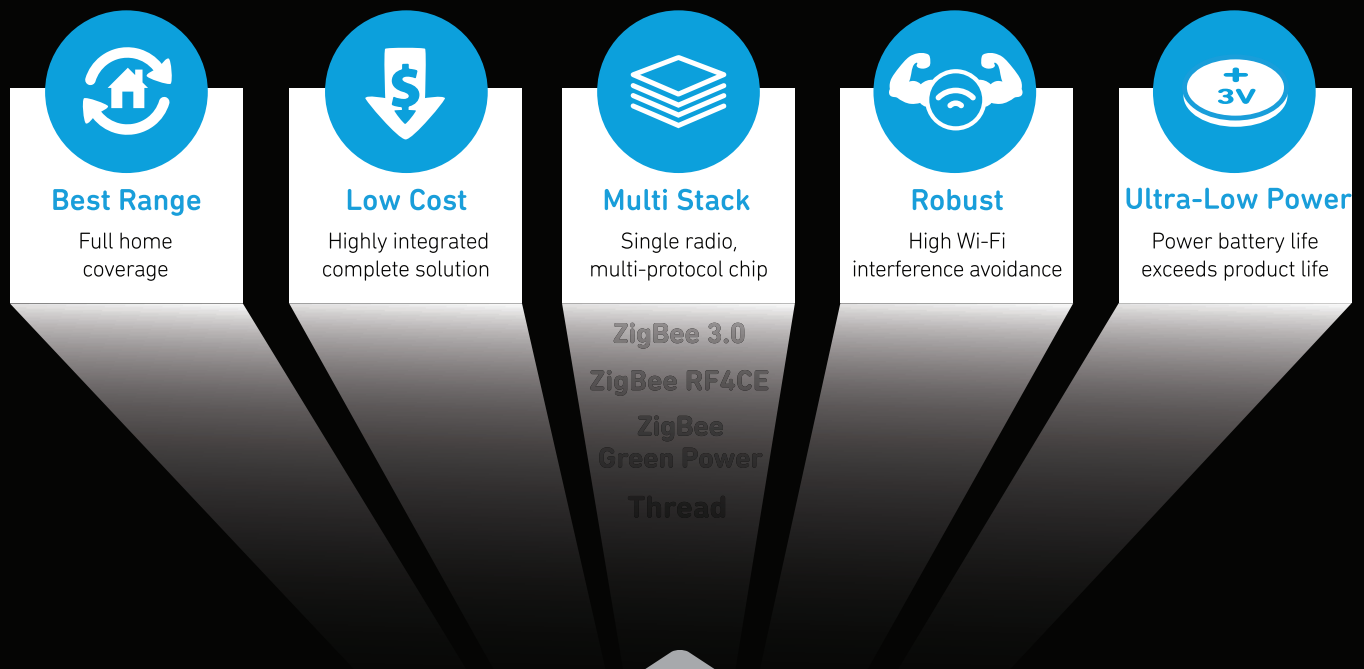 Best Range
Full home
coverage
$
Low Cost
Highly integrated
complete solution
Multi Stack
Single radio,
multi-protocol chip
ZigBee 3.0
ZigBee RF4CE
ZigBee
Green Power
Thread
Robust
High Wi-Fi
interference avoidance
+
3V
Ultra-Low Power
Power battery life
exceeds product life